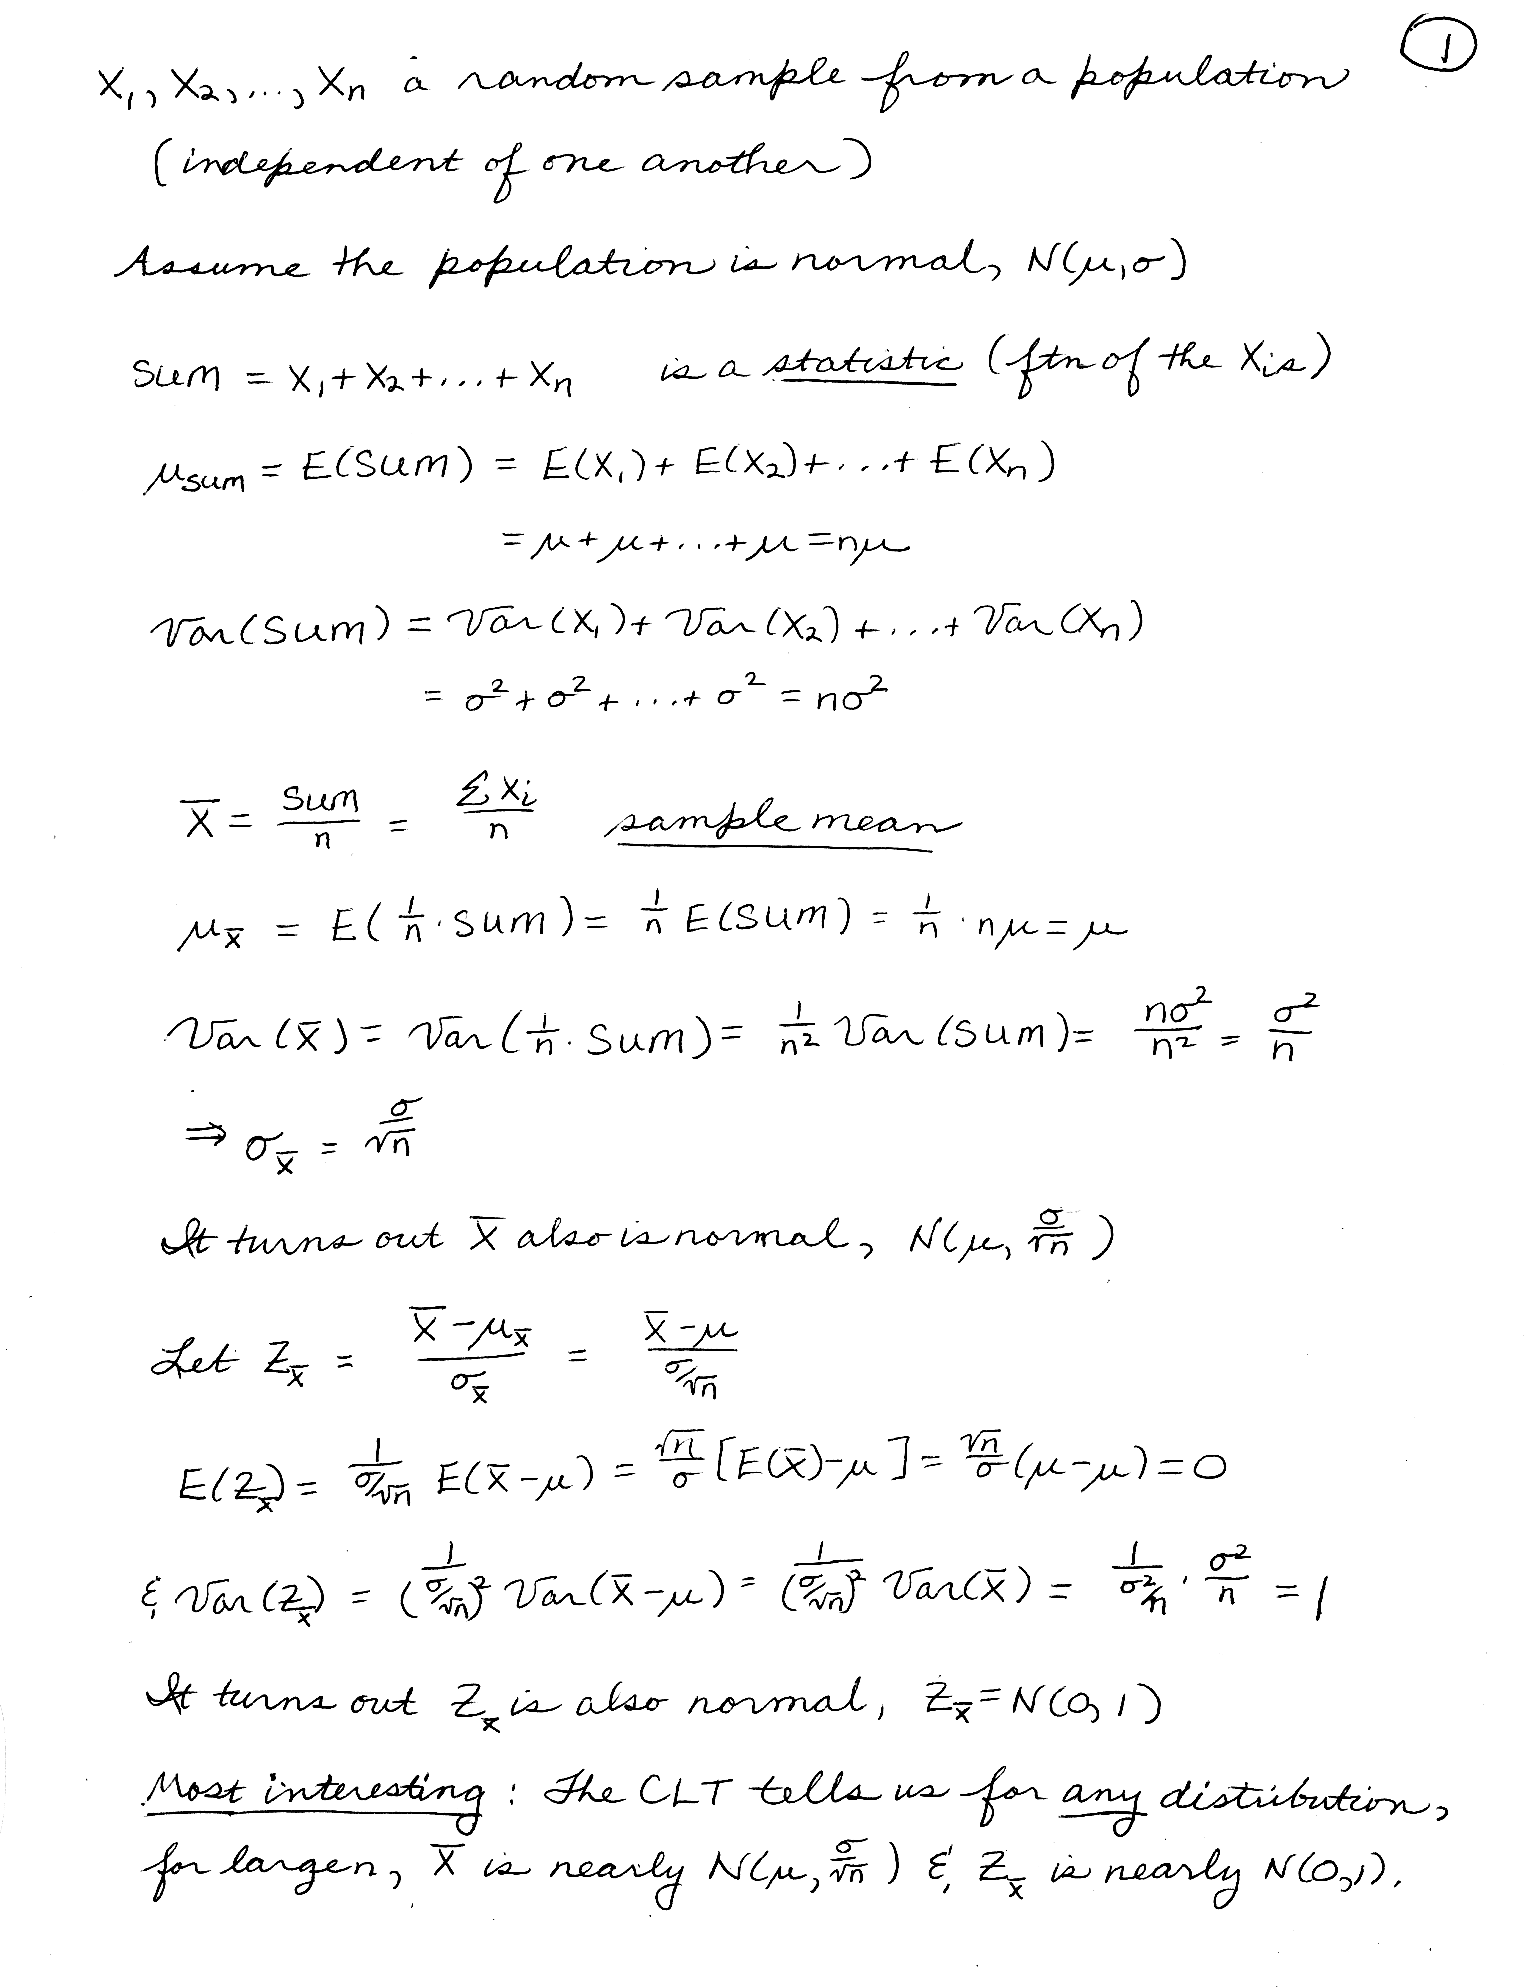 ①
X₁, X₂, ..., Xn a random sample from a population
(independent of one another)
Assume the population is normal, N(μ, σ)
Sum = X₁ + X₂ + ... + Xn is a statistic (ftn of the Xis)
μ_sum = E(Sum) = E(X₁) + E(X₂) + ... + E(Xn)
= μ + μ + ... + μ = nμ
Var(Sum) = Var(X₁) + Var(X₂) + ... + Var(Xn)
= σ² + σ² + ... + σ² = nσ²
X̄ = Sum/n = ΣXi/n sample mean
μ_x̄ = E(1/n · Sum) = 1/n E(Sum) = 1/n · nμ = μ
Var(x̄) = Var(1/n · Sum) = 1/n² Var(Sum) = nσ²/n² = σ²/n
⇒ σ_x̄ = σ/√n
It turns out x̄ also is normal, N(μ, σ/√n)
Let Z_x̄ = (X̄ - μ_x̄)/σ_x̄ = (x̄ - μ)/(σ/√n)
E(Z_x̄) = 1/(σ/√n) E(x̄ - μ) = √n/σ [E(x̄) - μ] = √n/σ (μ - μ) = 0
& Var(Z_x̄) = 1/(σ/√n)² Var(x̄ - μ) = 1/(σ/√n)² Var(x̄) = 1/(σ²/n) · σ²/n = 1
It turns out Z_x̄ is also normal, Z_x̄ = N(0, 1)
Most interesting: The CLT tells us for any distribution,
for large n, X̄ is nearly N(μ, σ/√n) & Z_x̄ is nearly N(0,1).